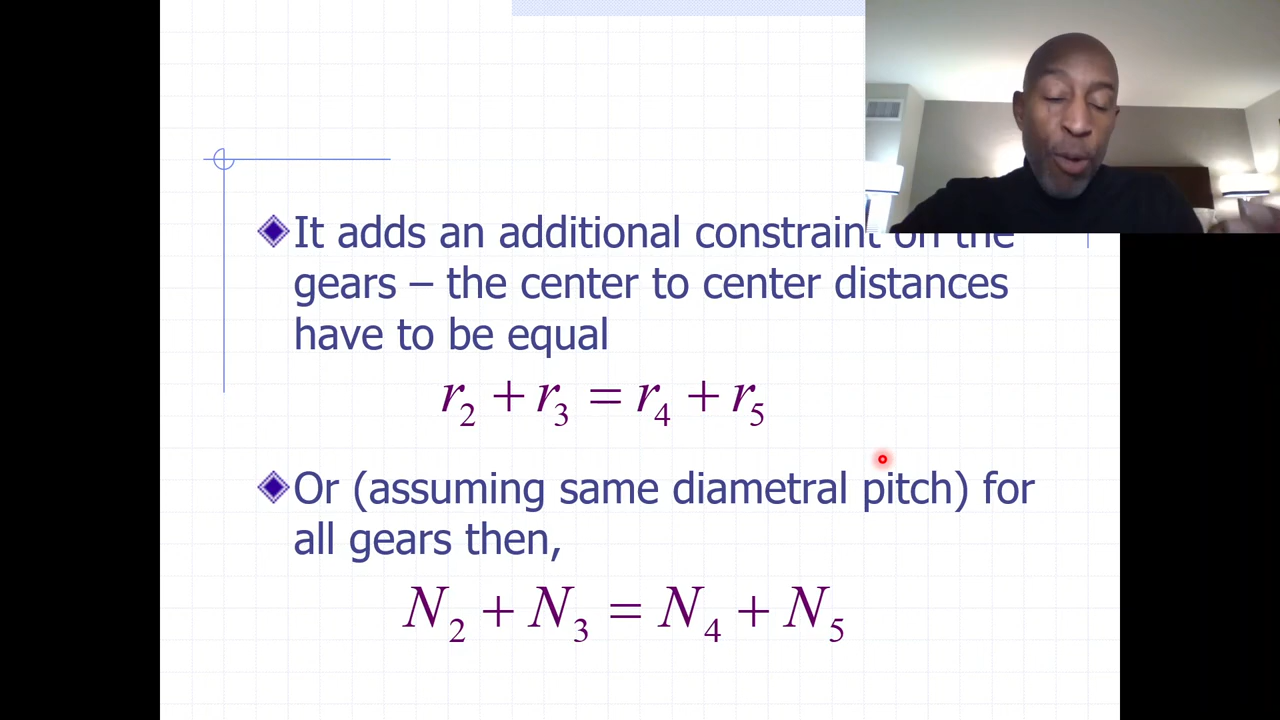 It adds an additional constraint on the
gears – the center to center distances
have to be equal
r₂ + r₃ = r₄ + r₅
Or (assuming same diametral pitch) for
all gears then,
N₂ + N₃ = N₄ + N₅